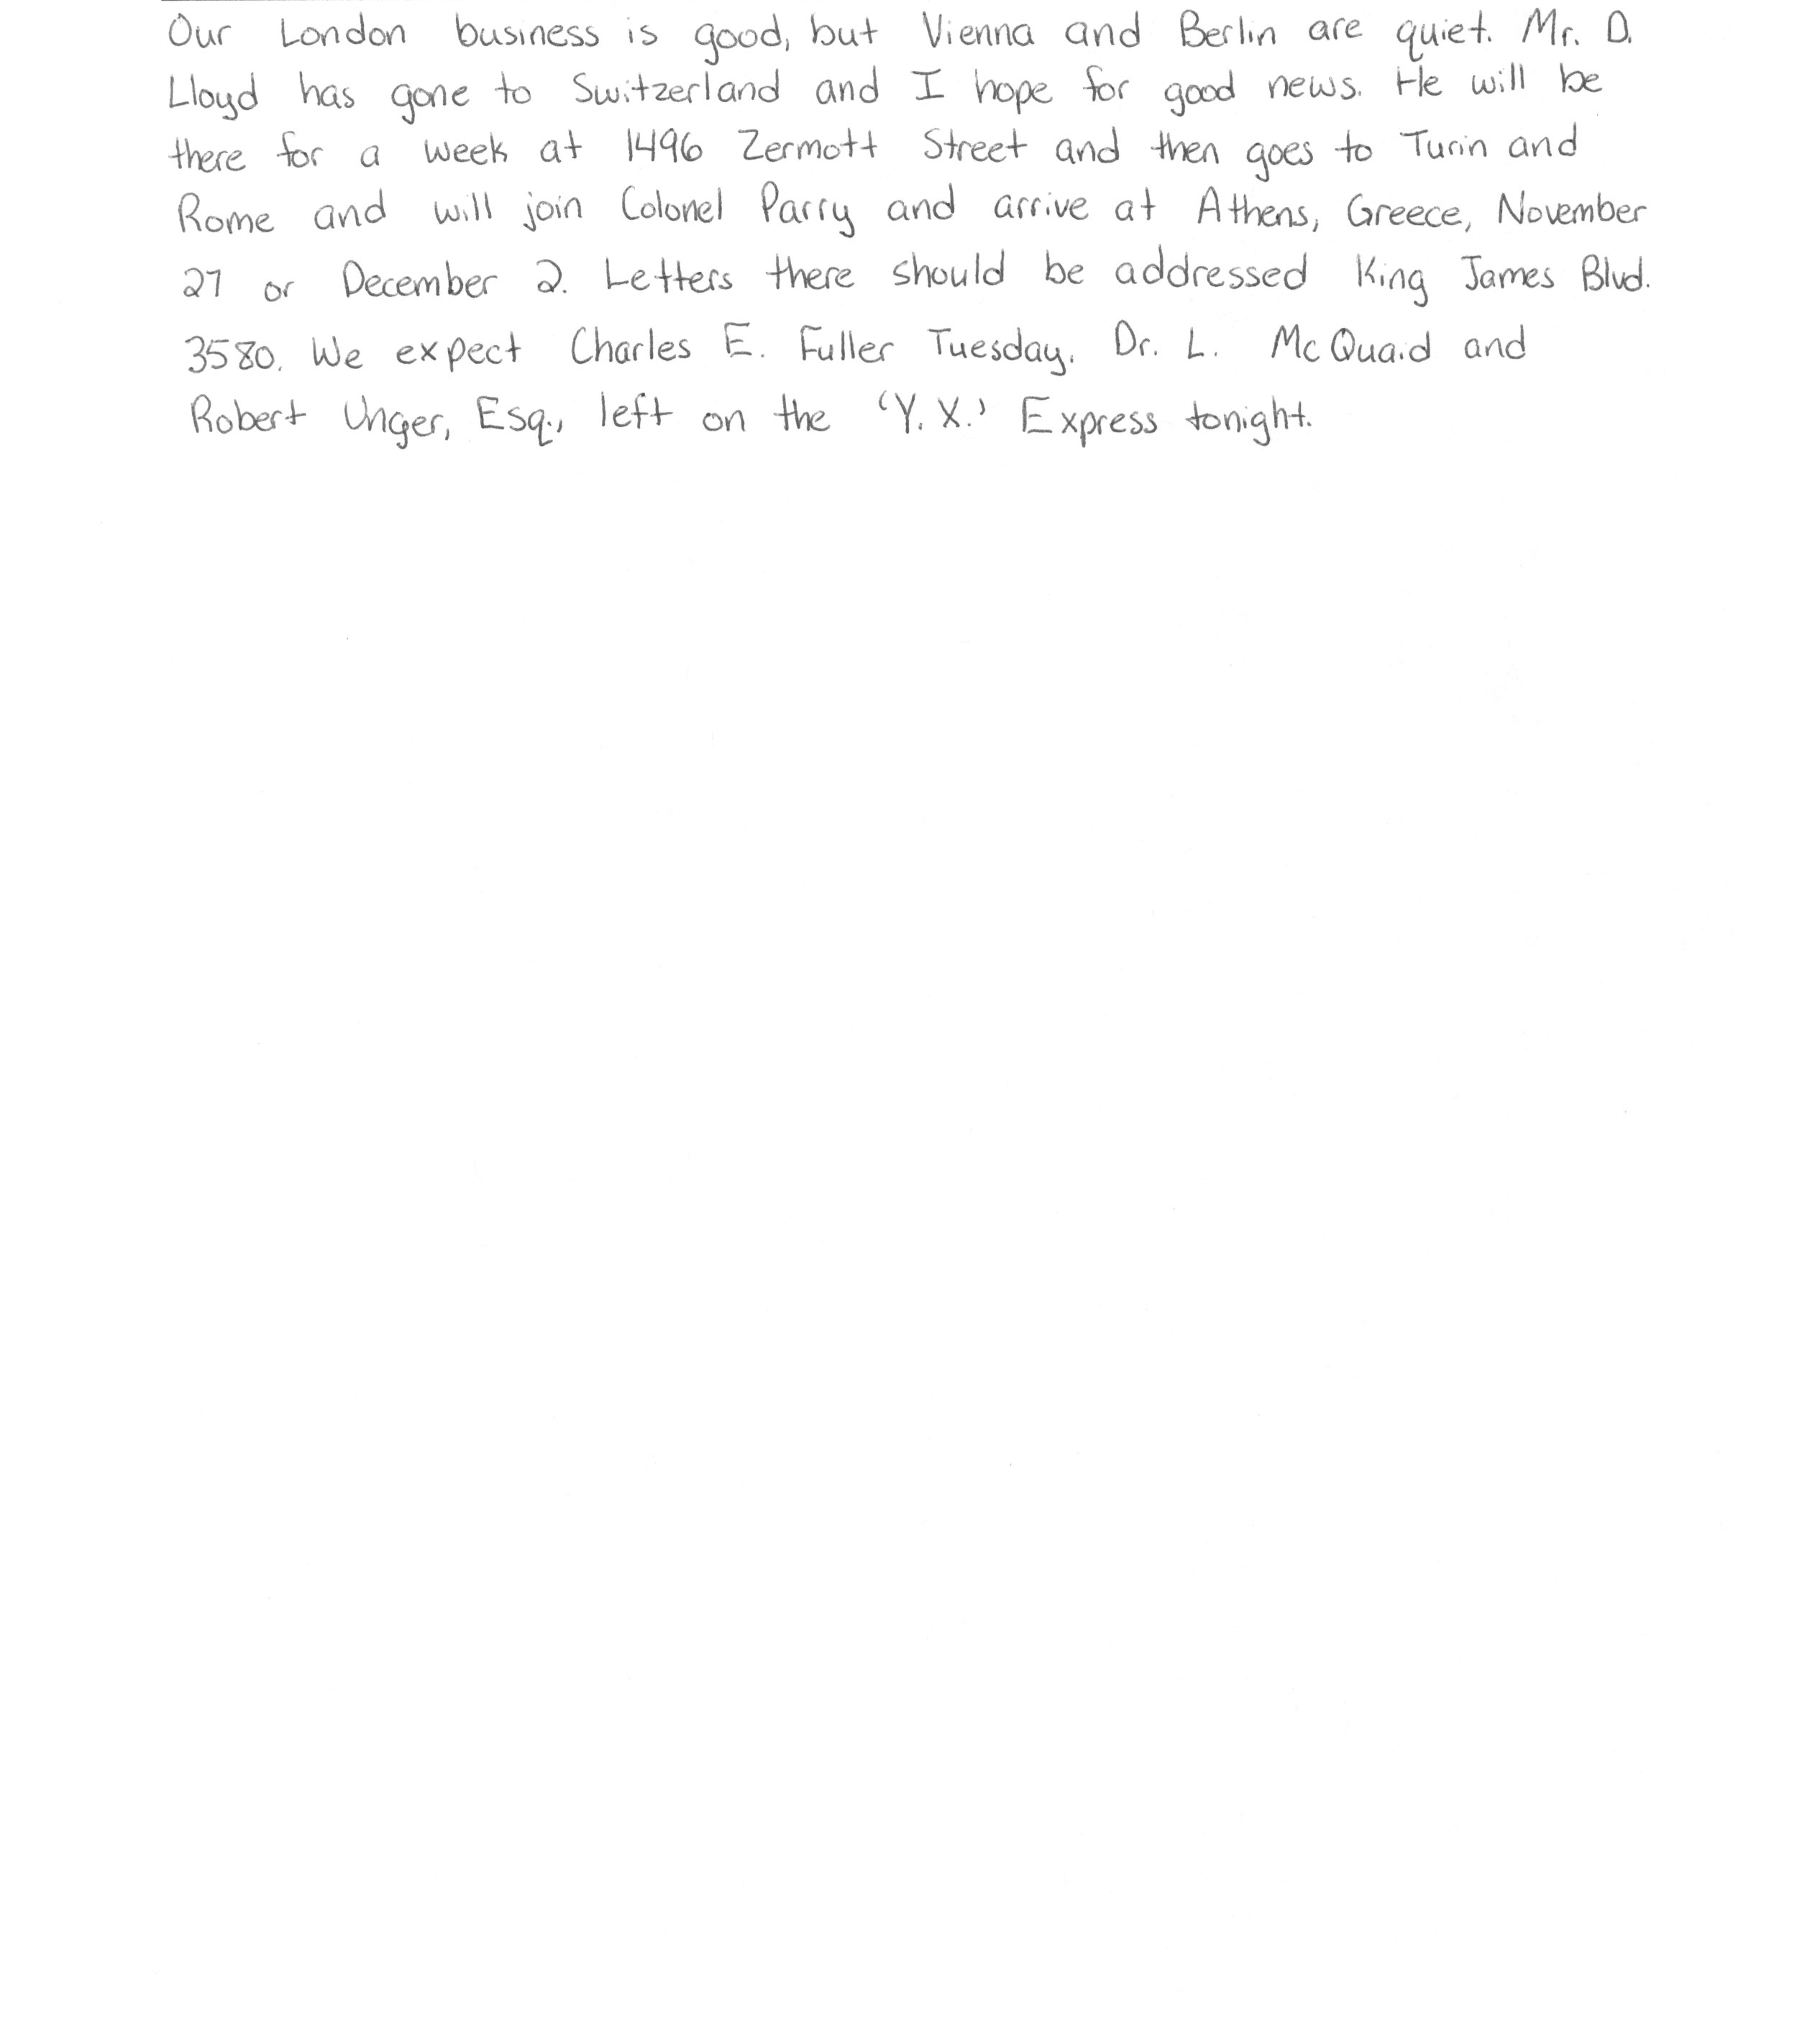 Our London business is good, but Vienna and Berlin are quiet. Mr. D.
Lloyd has gone to Switzerland and I hope for good news. He will be
there for a week at 1496 Zermott Street and then goes to Turin and
Rome and will join Colonel Parry and arrive at Athens, Greece, November
27 or December 2. Letters there should be addressed King James Blvd.
3580. We expect Charles E. Fuller Tuesday. Dr. L. McQuaid and
Robert Unger, Esq., left on the 'Y. X.' Express tonight.